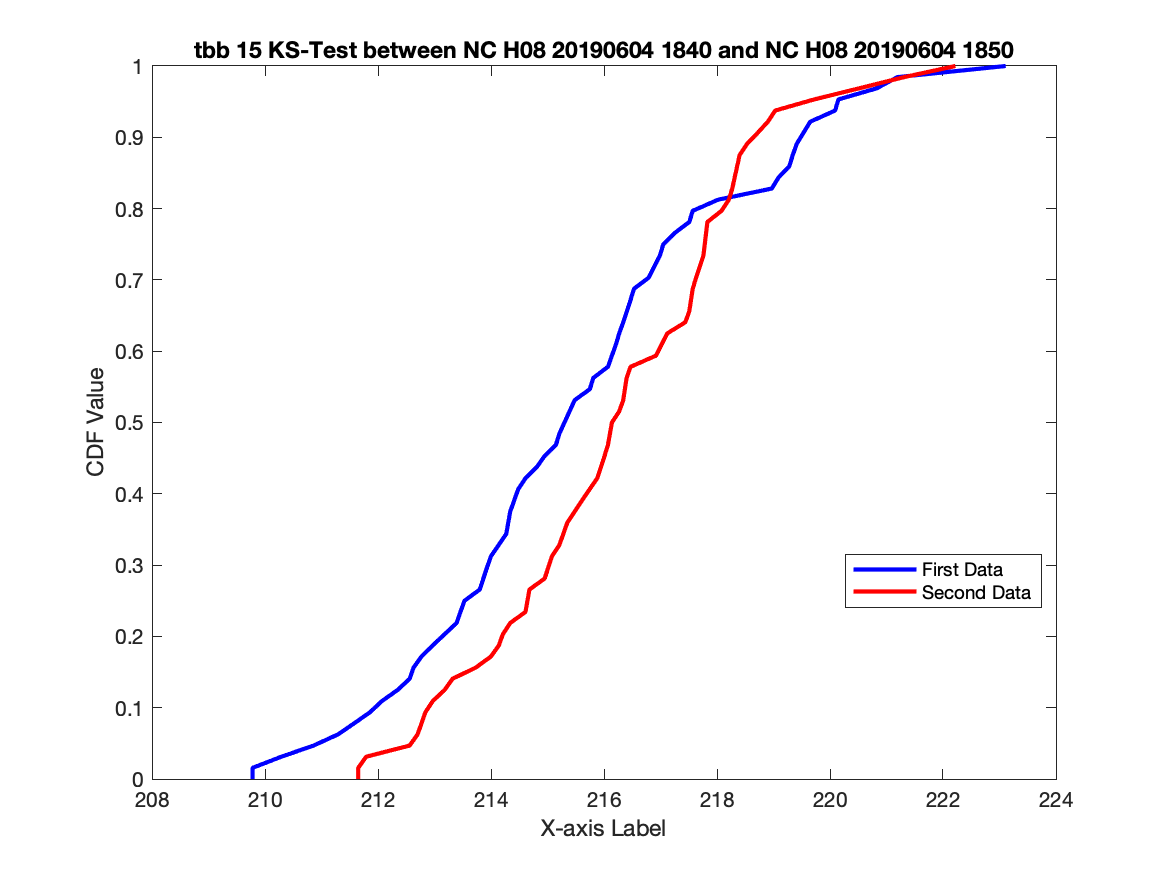 tbb 15 KS-Test between NC H08 20190604 1840 and NC H08 20190604 1850
1
0.9
0.8
0.7
0.6
0.5
0.4
0.3
0.2
0.1
0
CDF Value
First Data
Second Data
208 210 212 214 216 218 220 222 224
X-axis Label